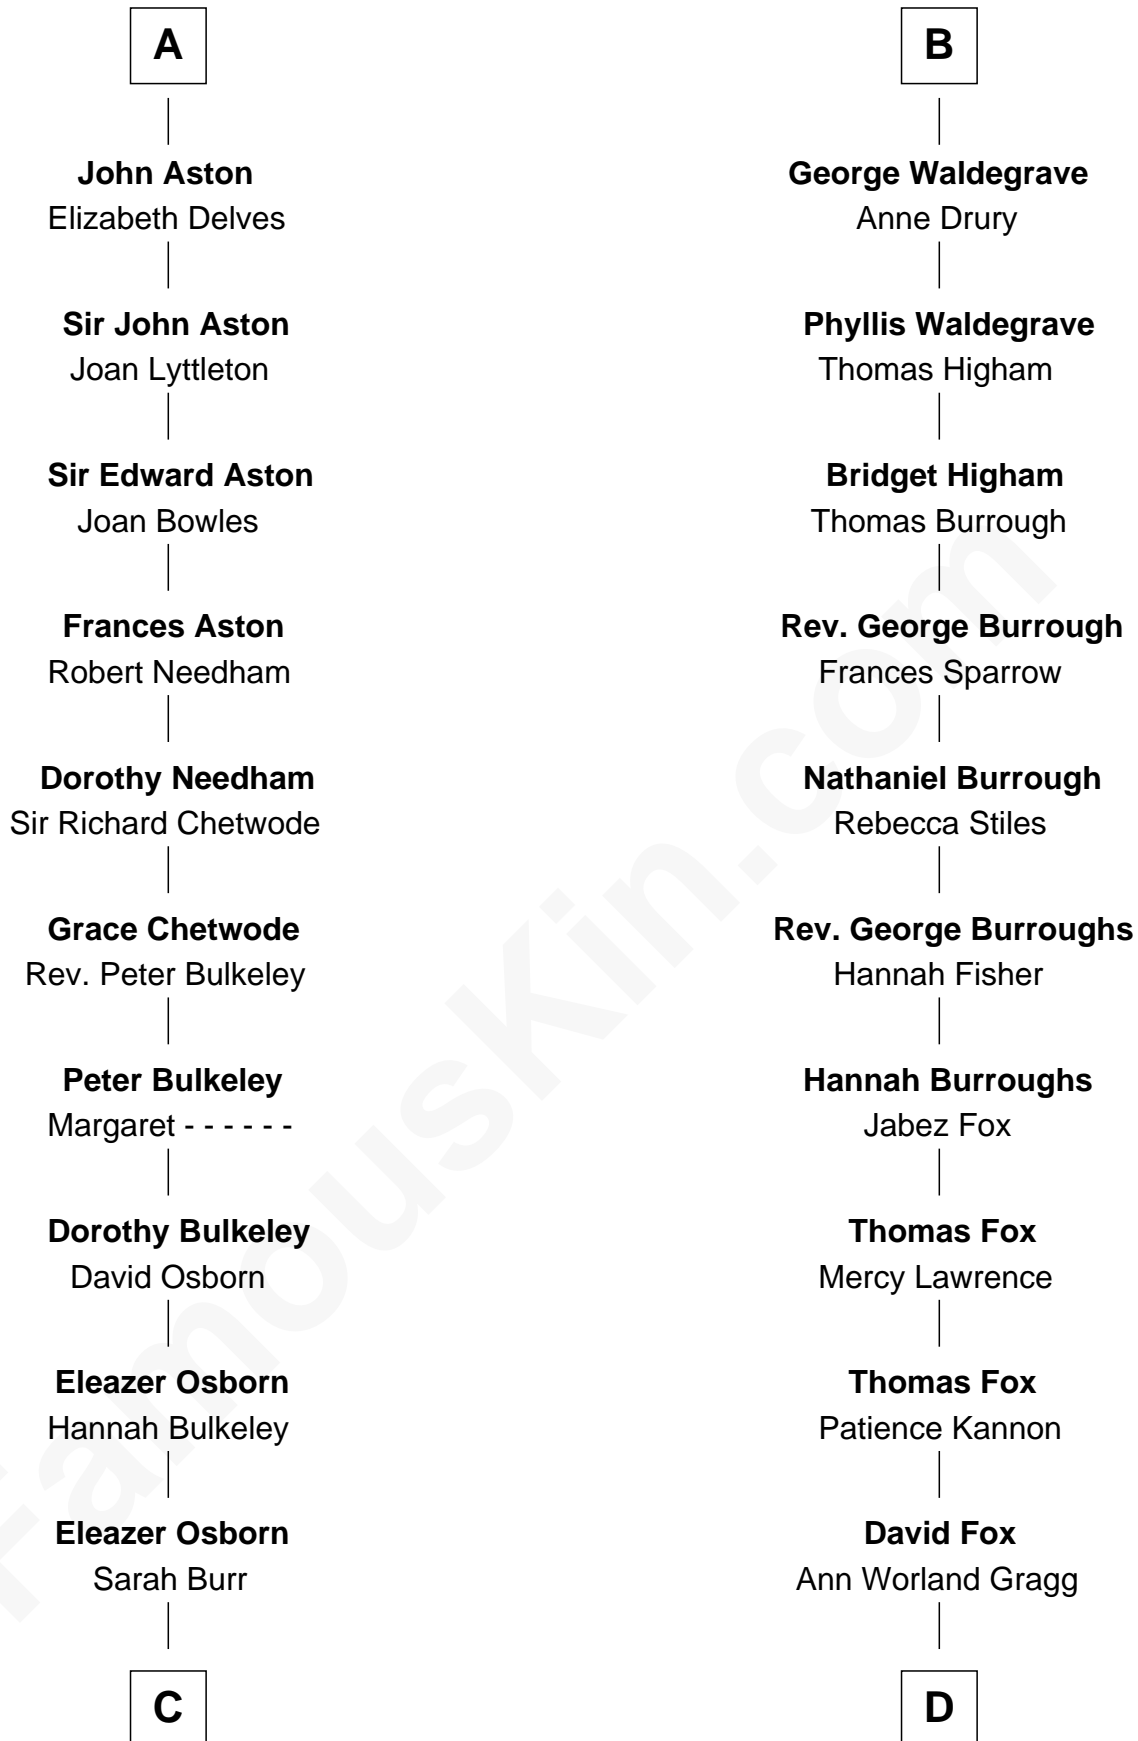 A
John Aston
Elizabeth Delves
Sir John Aston
Joan Lyttleton
Sir Edward Aston
Joan Bowles
Frances Aston
Robert Needham
Dorothy Needham
Sir Richard Chetwode
Grace Chetwode
Rev. Peter Bulkeley
Peter Bulkeley
Margaret - - - - - -
Dorothy Bulkeley
David Osborn
Eleazer Osborn
Hannah Bulkeley
Eleazer Osborn
Sarah Burr
C
B
George Waldegrave
Anne Drury
Phyllis Waldegrave
Thomas Higham
Bridget Higham
Thomas Burrough
Rev. George Burrough
Frances Sparrow
Nathaniel Burrough
Rebecca Stiles
Rev. George Burroughs
Hannah Fisher
Hannah Burroughs
Jabez Fox
Thomas Fox
Mercy Lawrence
Thomas Fox
Patience Kannon
David Fox
Ann Worland Gragg
D
FamousKin.com